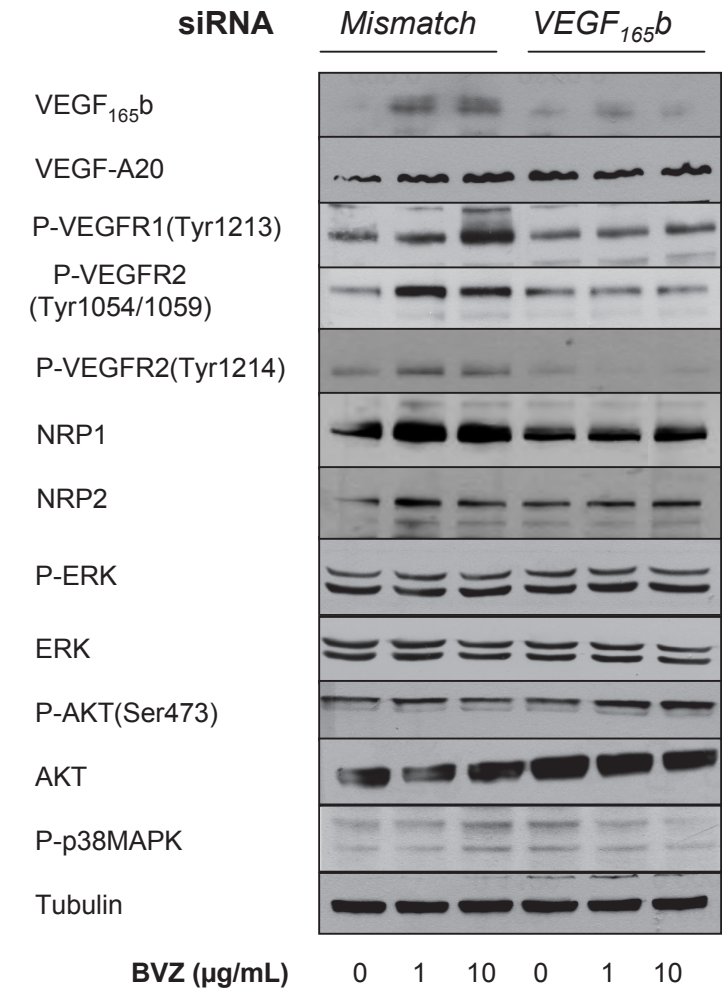 siRNA Mismatch VEGF₁₆₅b
VEGF₁₆₅b
VEGF-A20
P-VEGFR1(Tyr1213)
P-VEGFR2
(Tyr1054/1059)
P-VEGFR2(Tyr1214)
NRP1
NRP2
P-ERK
ERK
P-AKT(Ser473)
AKT
P-p38MAPK
Tubulin
BVZ (µg/mL) 0 1 10 0 1 10